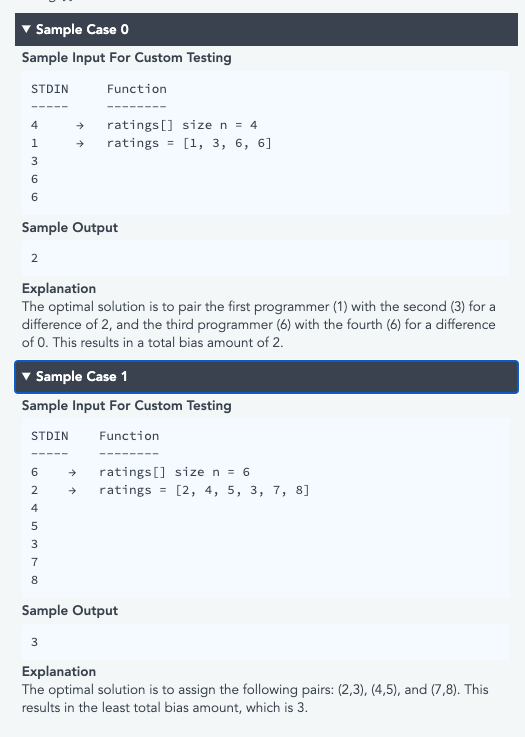 ▼ Sample Case 0
Sample Input For Custom Testing
STDIN     Function
-----     --------
4    →   ratings[] size n = 4
1    →   ratings = [1, 3, 6, 6]
3
6
6
Sample Output
2
Explanation
The optimal solution is to pair the first programmer (1) with the second (3) for a
difference of 2, and the third programmer (6) with the fourth (6) for a difference
of 0. This results in a total bias amount of 2.
▼ Sample Case 1
Sample Input For Custom Testing
STDIN    Function
-----    --------
6   →   ratings[] size n = 6
2   →   ratings = [2, 4, 5, 3, 7, 8]
4
5
3
7
8
Sample Output
3
Explanation
The optimal solution is to assign the following pairs: (2,3), (4,5), and (7,8). This
results in the least total bias amount, which is 3.